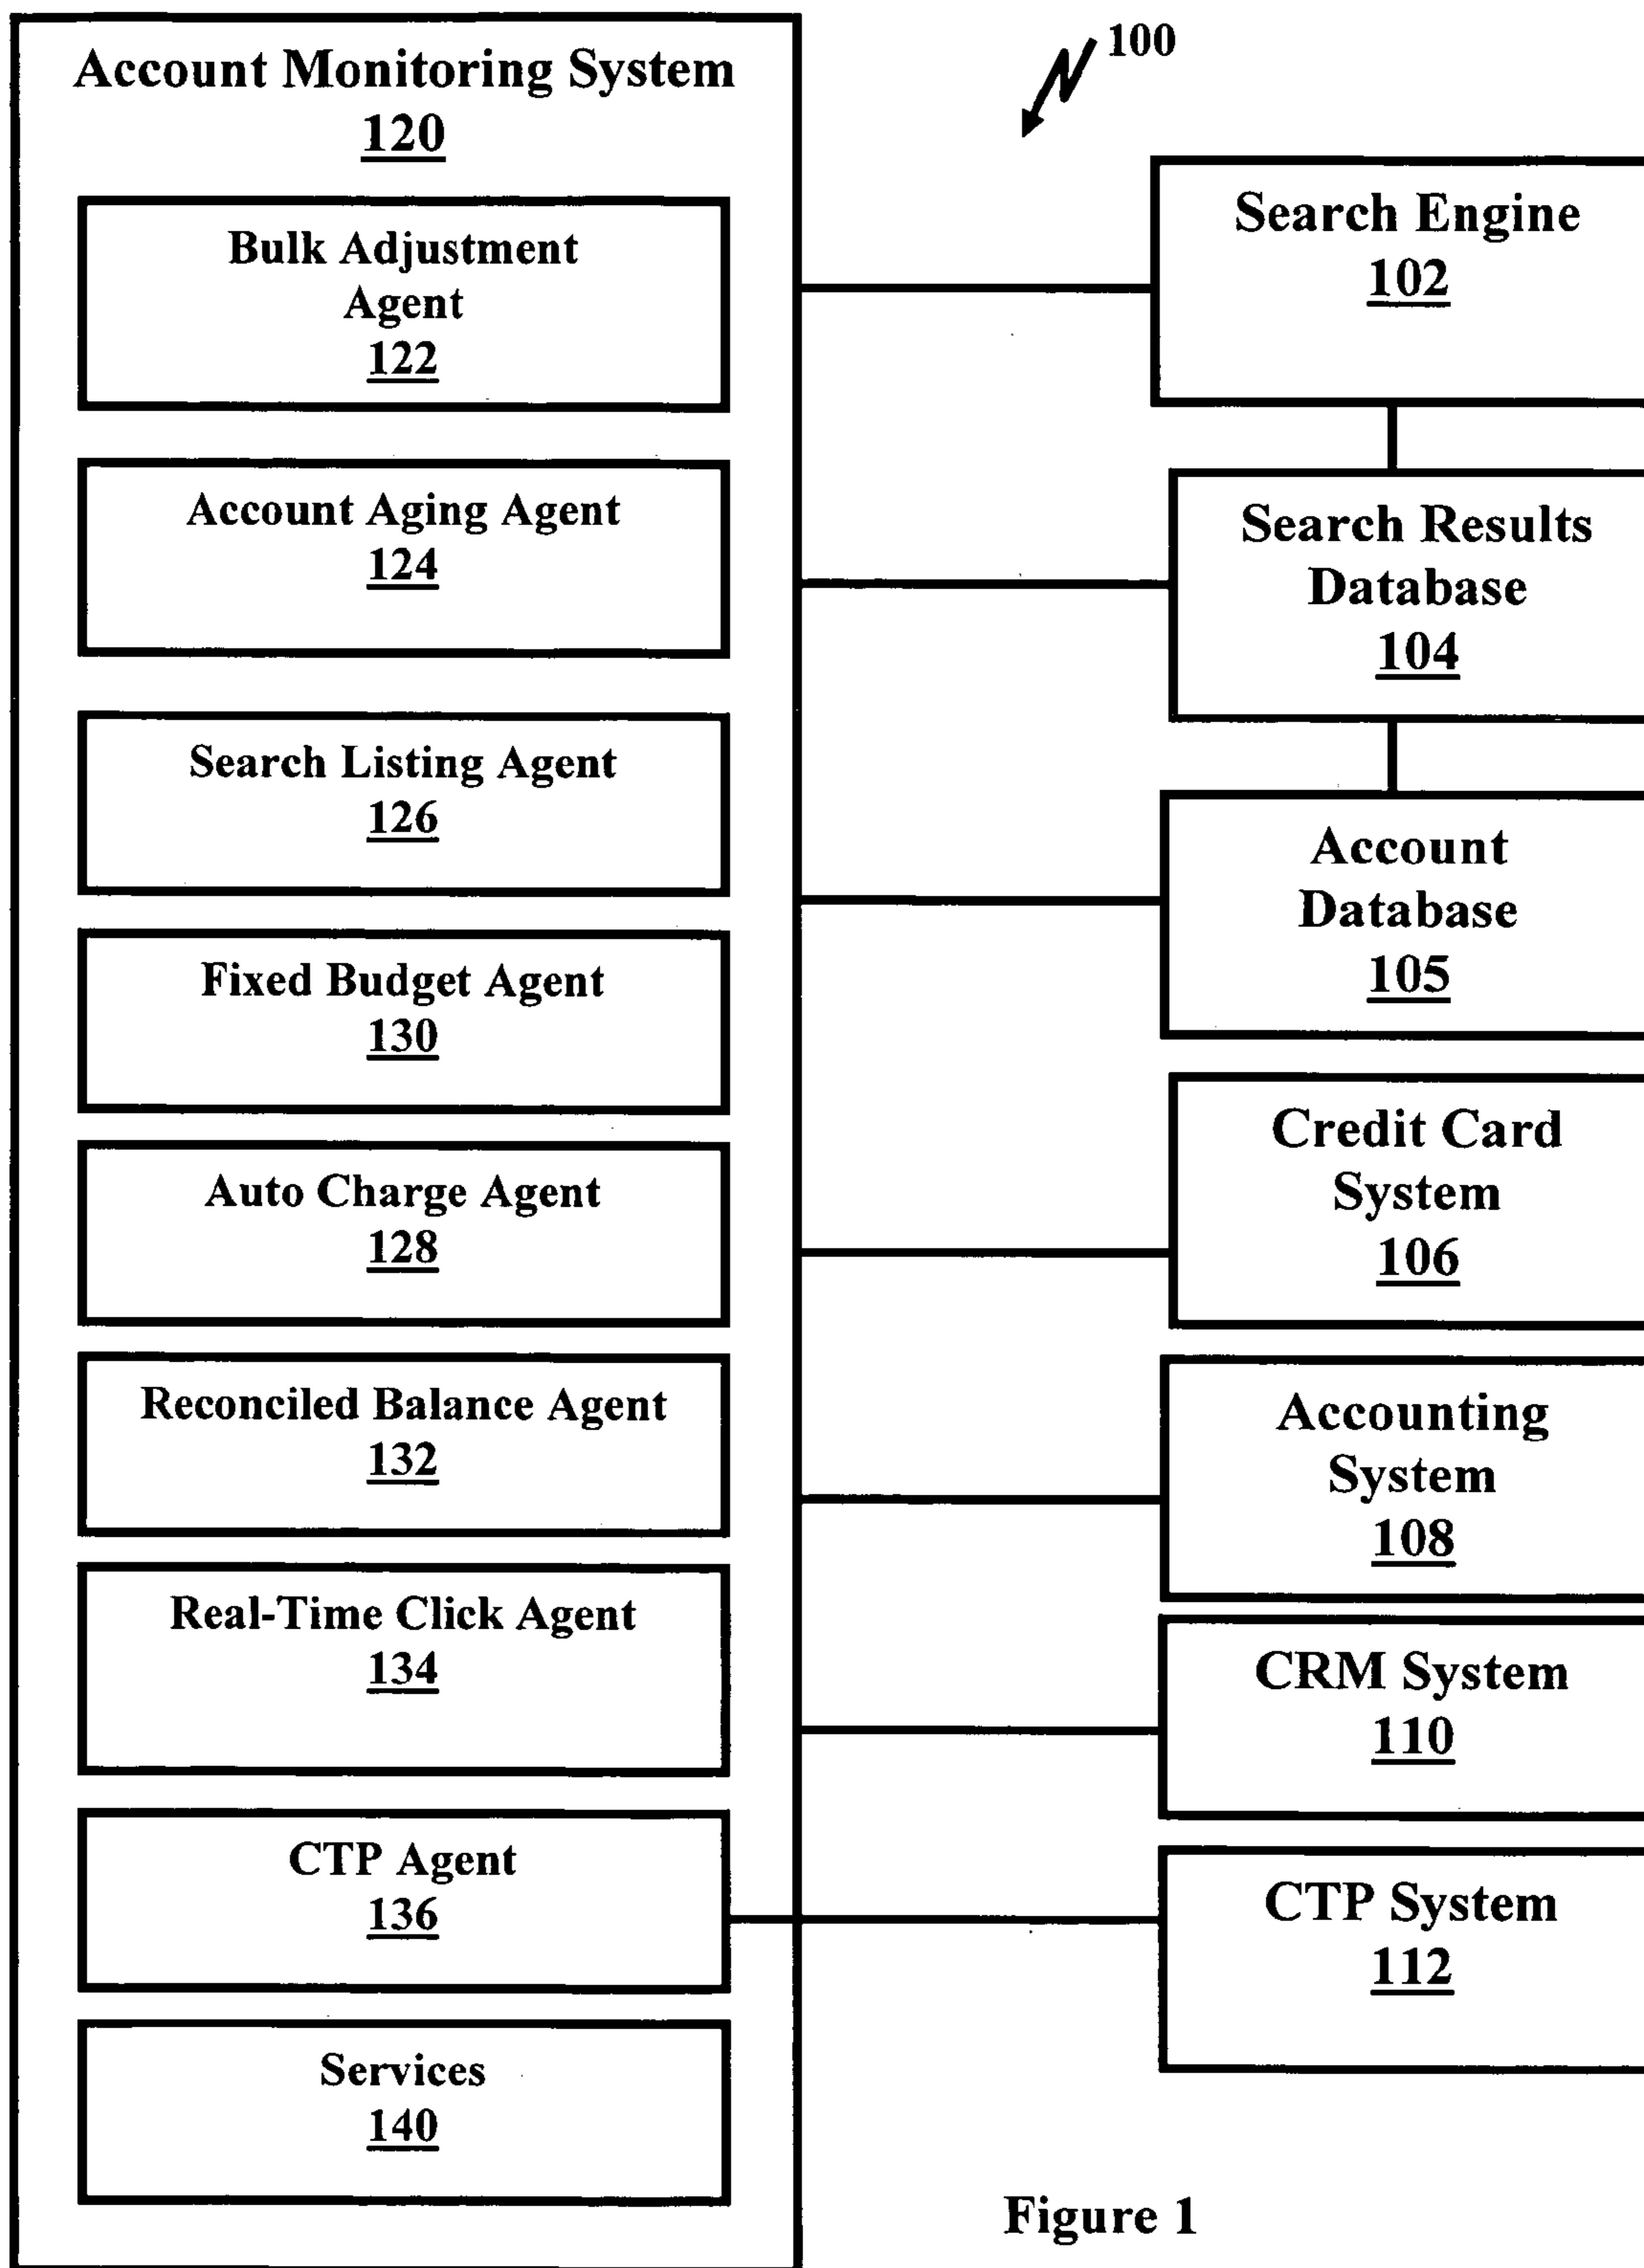 100
Account Monitoring System
120
Bulk Adjustment
Agent
122
Account Aging Agent
124
Search Listing Agent
126
Fixed Budget Agent
130
Auto Charge Agent
128
Reconciled Balance Agent
132
Real-Time Click Agent
134
CTP Agent
136
Services
140
Search Engine
102
Search Results
Database
104
Account
Database
105
Credit Card
System
106
Accounting
System
108
CRM System
110
CTP System
112
Figure 1